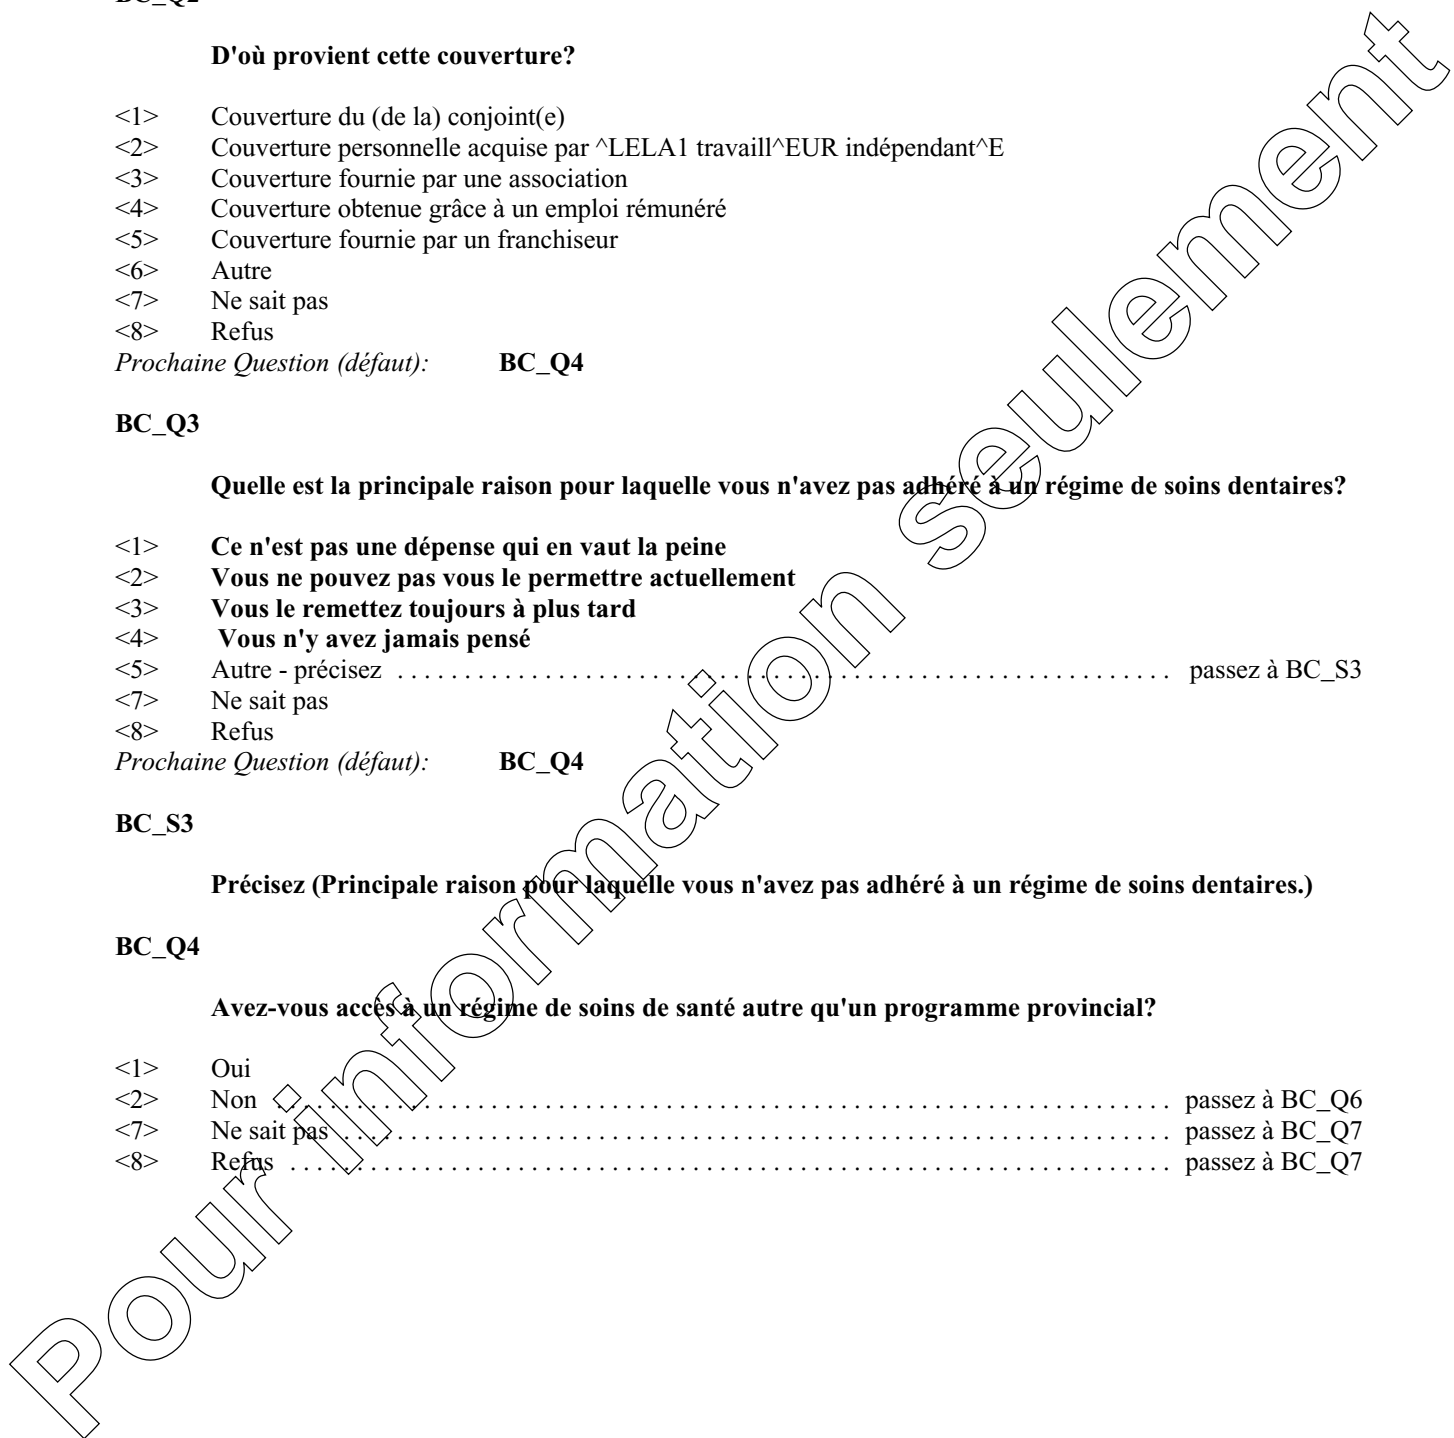 BC_Q2
D'où provient cette couverture?
<1> Couverture du (de la) conjoint(e)
<2> Couverture personnelle acquise par ^LELA1 travaill^EUR indépendant^E
<3> Couverture fournie par une association
<4> Couverture obtenue grâce à un emploi rémunéré
<5> Couverture fournie par un franchiseur
<6> Autre
<7> Ne sait pas
<8> Refus
Prochaine Question (défaut): BC_Q4
BC_Q3
Quelle est la principale raison pour laquelle vous n'avez pas adhéré à un régime de soins dentaires?
<1> Ce n'est pas une dépense qui en vaut la peine
<2> Vous ne pouvez pas vous le permettre actuellement
<3> Vous le remettez toujours à plus tard
<4> Vous n'y avez jamais pensé
<5> Autre - précisez . . . . . . . . . . . . . . . . . . . . . . . . . . . . . . passez à BC_S3
<7> Ne sait pas
<8> Refus
Prochaine Question (défaut): BC_Q4
BC_S3
Précisez (Principale raison pour laquelle vous n'avez pas adhéré à un régime de soins dentaires.)
BC_Q4
Avez-vous accès à un régime de soins de santé autre qu'un programme provincial?
<1> Oui
<2> Non . . . . . . . . . . . . . . . . . . . . . . . . . . . . . . passez à BC_Q6
<7> Ne sait pas . . . . . . . . . . . . . . . . . . . . . . . . . . . . . . passez à BC_Q7
<8> Refus . . . . . . . . . . . . . . . . . . . . . . . . . . . . . . passez à BC_Q7
Pour information seulement